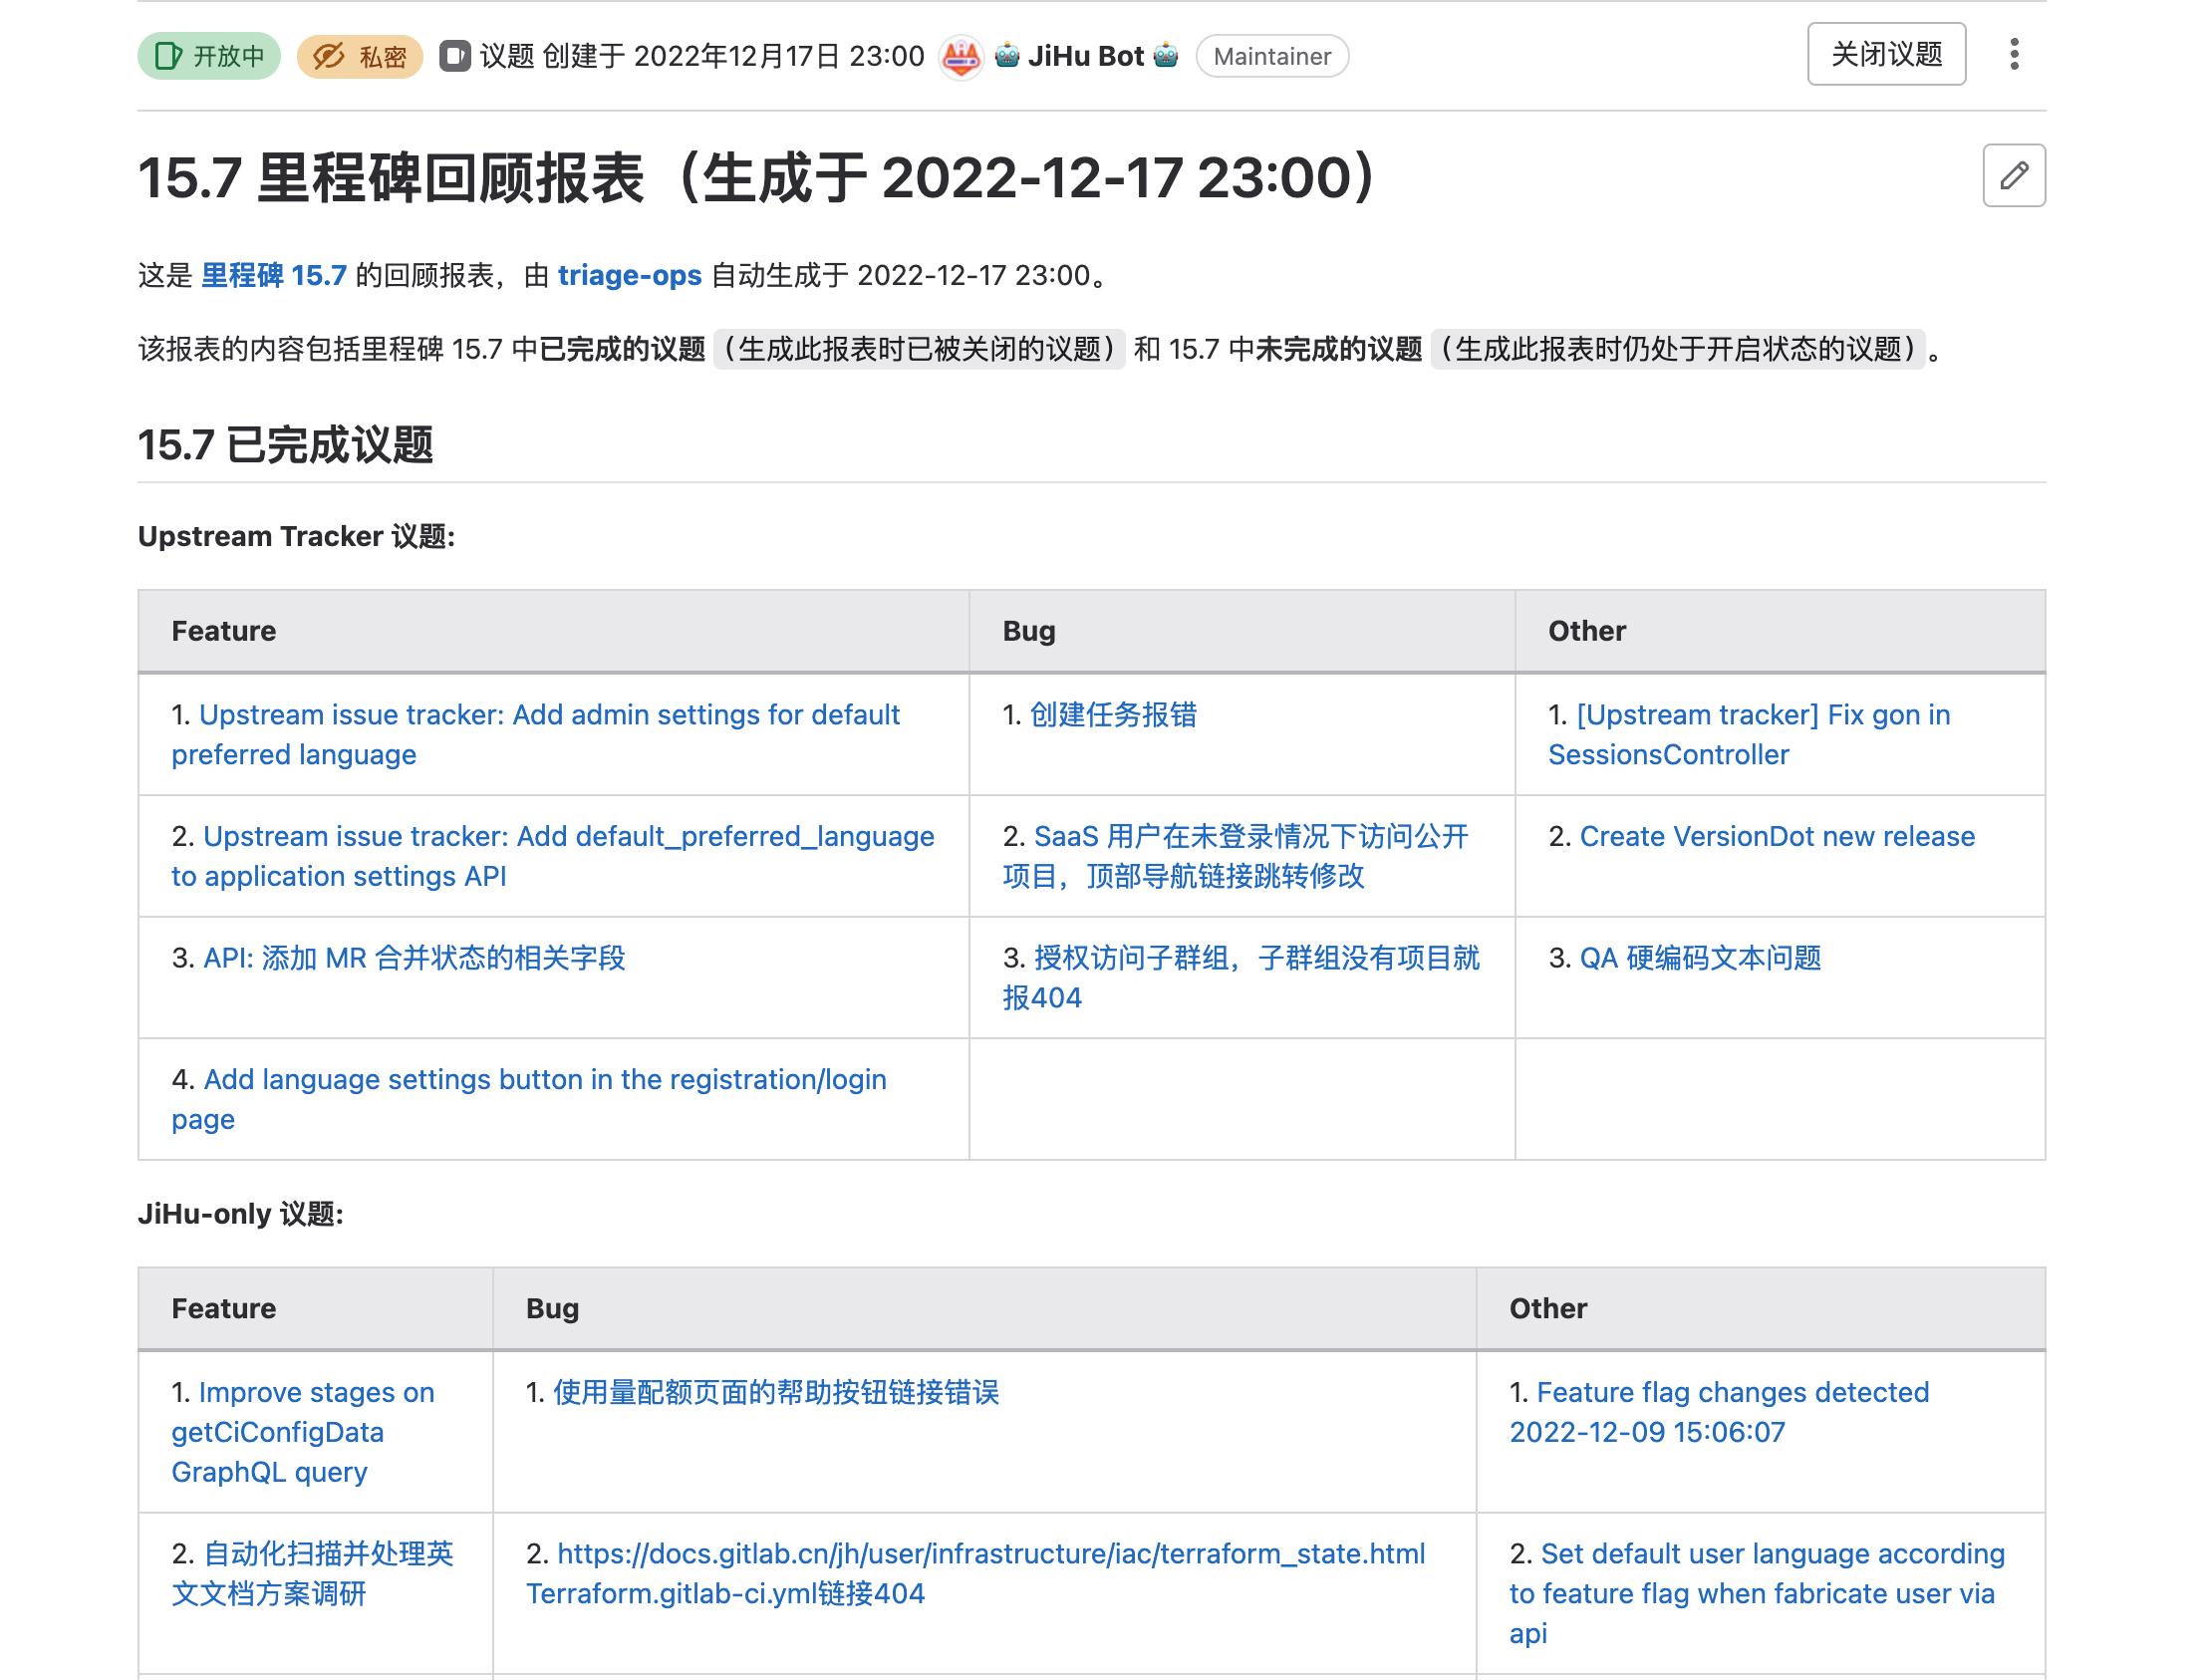 开放中 私密 议题 创建于 2022年12月17日 23:00 🤖 JiHu Bot 🤖 Maintainer 关闭议题
15.7 里程碑回顾报表（生成于 2022-12-17 23:00）
这是 里程碑 15.7 的回顾报表，由 triage-ops 自动生成于 2022-12-17 23:00。
该报表的内容包括里程碑 15.7 中已完成的议题（生成此报表时已被关闭的议题）和 15.7 中未完成的议题（生成此报表时仍处于开启状态的议题）。
15.7 已完成议题
Upstream Tracker 议题:
Feature Bug Other
1. Upstream issue tracker: Add admin settings for default
preferred language
1. 创建任务报错
1. [Upstream tracker] Fix gon in
SessionsController
2. Upstream issue tracker: Add default_preferred_language
to application settings API
2. SaaS 用户在未登录情况下访问公开
项目，顶部导航链接跳转修改
2. Create VersionDot new release
3. API: 添加 MR 合并状态的相关字段
3. 授权访问子群组，子群组没有项目就
报404
3. QA 硬编码文本问题
4. Add language settings button in the registration/login
page
JiHu-only 议题:
Feature Bug Other
1. Improve stages on
getCiConfigData
GraphQL query
1. 使用量配额页面的帮助按钮链接错误
1. Feature flag changes detected
2022-12-09 15:06:07
2. 自动化扫描并处理英
文文档方案调研
2. https://docs.gitlab.cn/jh/user/infrastructure/iac/terraform_state.html
Terraform.gitlab-ci.yml链接404
2. Set default user language according
to feature flag when fabricate user via
api